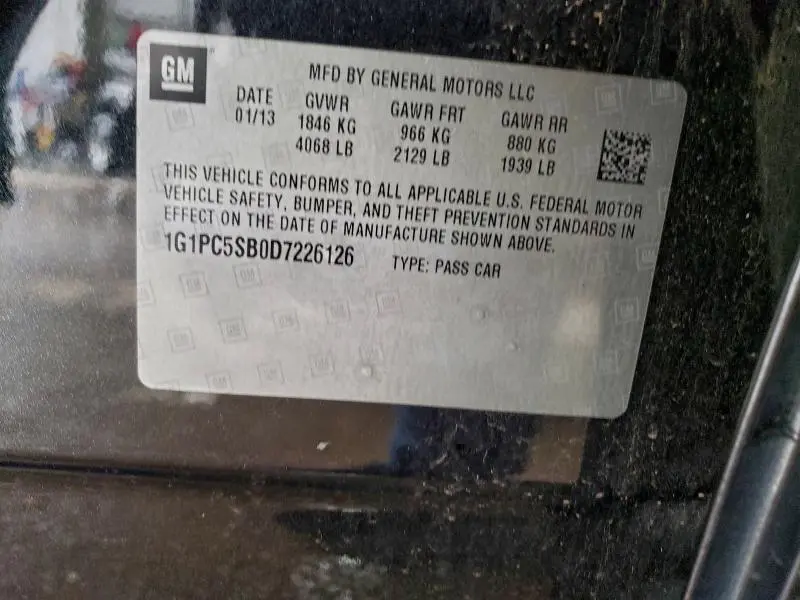 GM
MFD BY GENERAL MOTORS LLC
DATE GVWR GAWR FRT GAWR RR
01/13 1846 KG 966 KG 880 KG
4068 LB 2129 LB 1939 LB
THIS VEHICLE CONFORMS TO ALL APPLICABLE U.S. FEDERAL MOTOR
VEHICLE SAFETY, BUMPER, AND THEFT PREVENTION STANDARDS IN
EFFECT ON THE DATE OF MANUFACTURE SHOWN ABOVE.
1G1PC5SB0D7226126 TYPE: PASS CAR